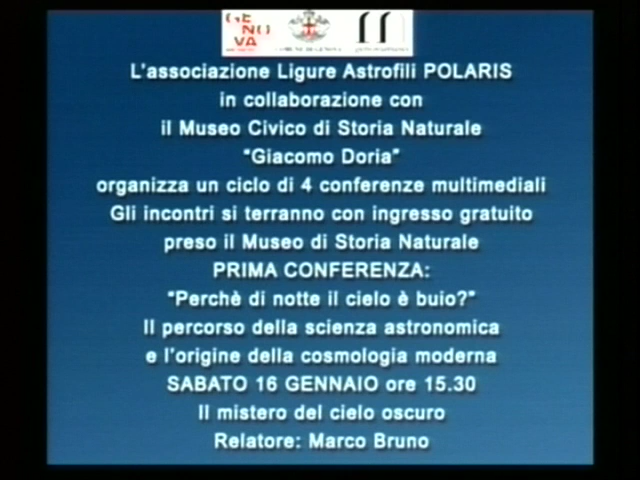 GE
NO
VA
COMUNE DI GENOVA
L'associazione Ligure Astrofili POLARIS
in collaborazione con
il Museo Civico di Storia Naturale
"Giacomo Doria"
organizza un ciclo di 4 conferenze multimediali
Gli incontri si terranno con ingresso gratuito
preso il Museo di Storia Naturale
PRIMA CONFERENZA:
"Perchè di notte il cielo è buio?"
Il percorso della scienza astronomica
e l'origine della cosmologia moderna
SABATO 16 GENNAIO ore 15.30
Il mistero del cielo oscuro
Relatore: Marco Bruno